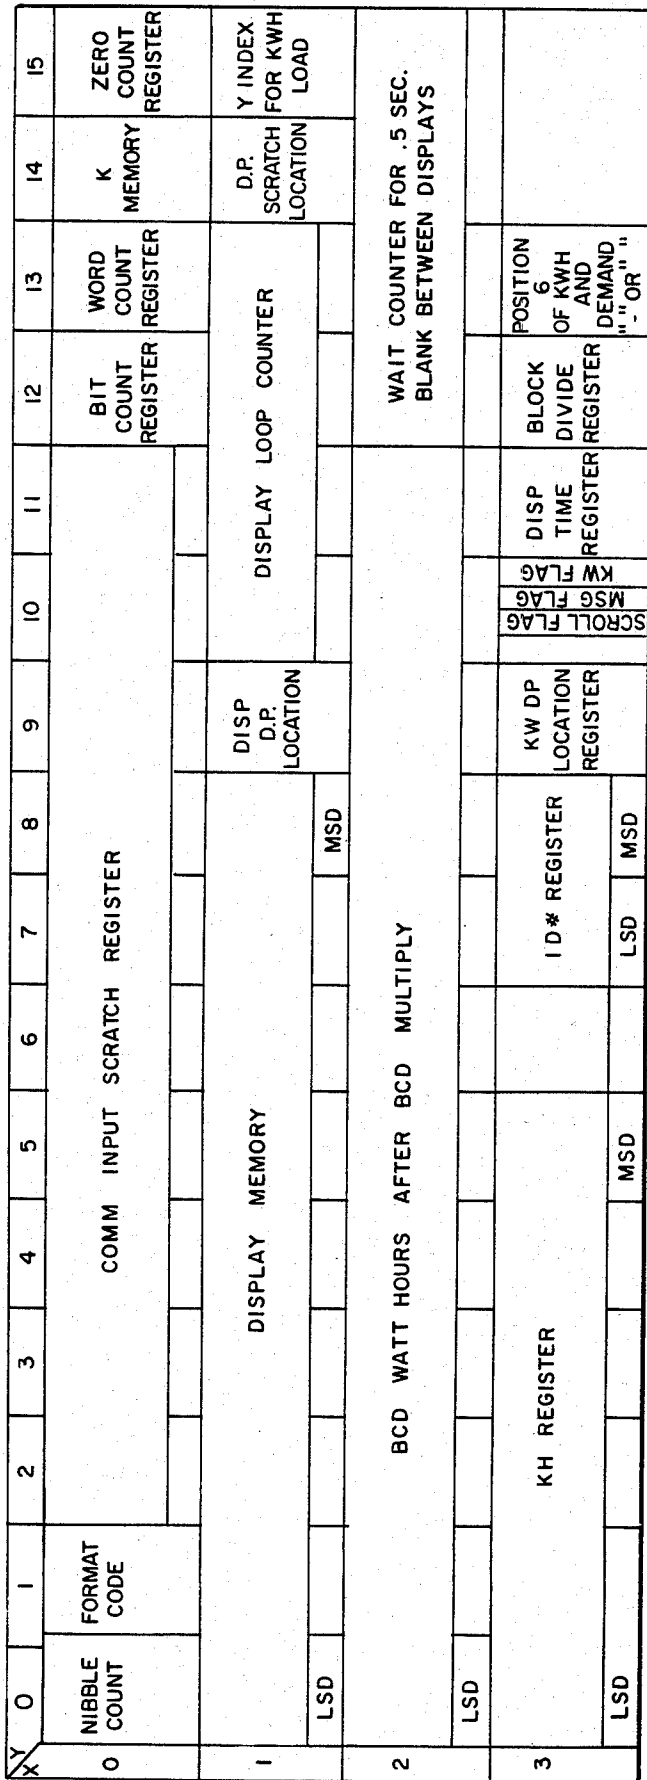 X Y 0 1 2 3 4 5 6 7 8 9 10 11 12 13 14 15
0
NIBBLE
COUNT
FORMAT
CODE
COMM INPUT SCRATCH REGISTER
BIT
COUNT
REGISTER
WORD
COUNT
REGISTER
K
MEMORY
ZERO
COUNT
REGISTER
1
DISPLAY MEMORY
LSD
MSD
DISP
D.P.
LOCATION
DISPLAY LOOP COUNTER
D.P.
SCRATCH
LOCATION
Y INDEX
FOR KWH
LOAD
2
BCD WATT HOURS AFTER BCD MULTIPLY
LSD
WAIT COUNTER FOR .5 SEC.
BLANK BETWEEN DISPLAYS
3
KH REGISTER
LSD
MSD
ID* REGISTER
LSD
MSD
KW DP
LOCATION
REGISTER
SCROLL FLAG
MSG FLAG
KW FLAG
DISP
TIME
REGISTER
BLOCK
DIVIDE
REGISTER
POSITION
6
OF KWH
AND
DEMAND
"-"OR" "